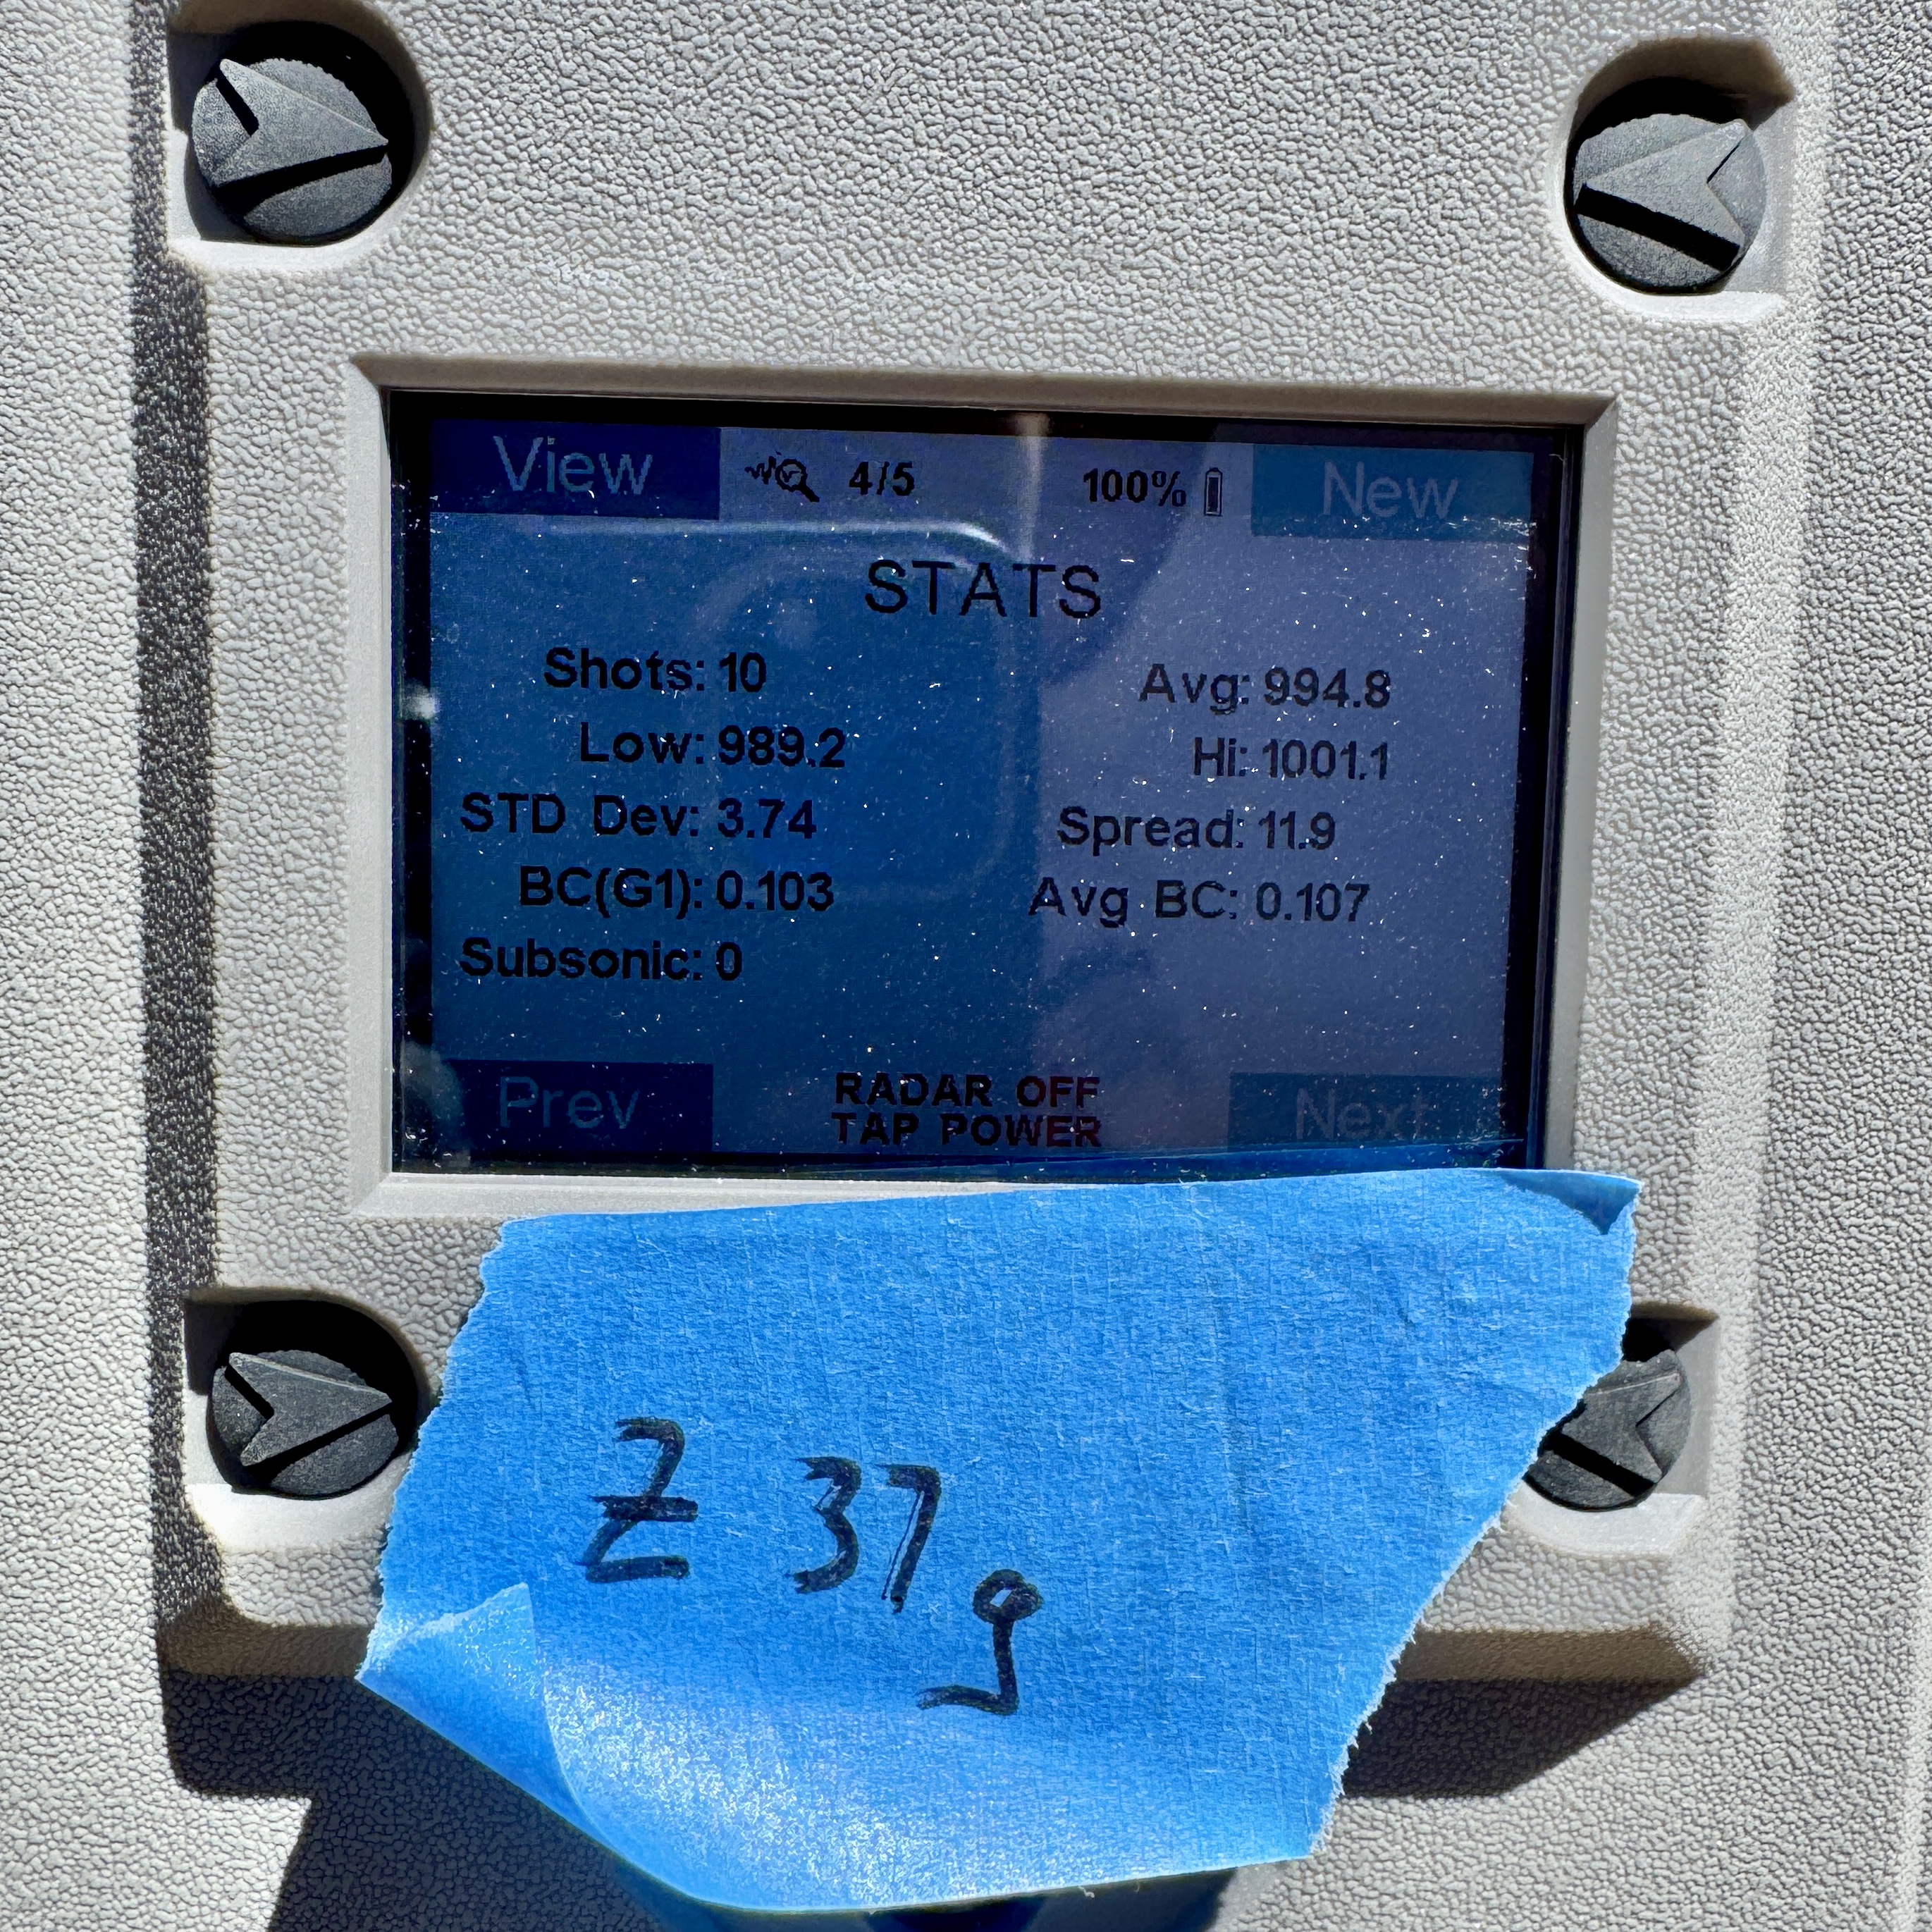 View 4/5 100% New
STATS
Shots: 10 Avg: 994.8
Low: 989.2 Hi: 1001.1
STD Dev: 3.74 Spread: 11.9
BC(G1): 0.103 Avg BC: 0.107
Subsonic: 0
Prev RADAR OFF Next
TAP POWER
Z 37 g